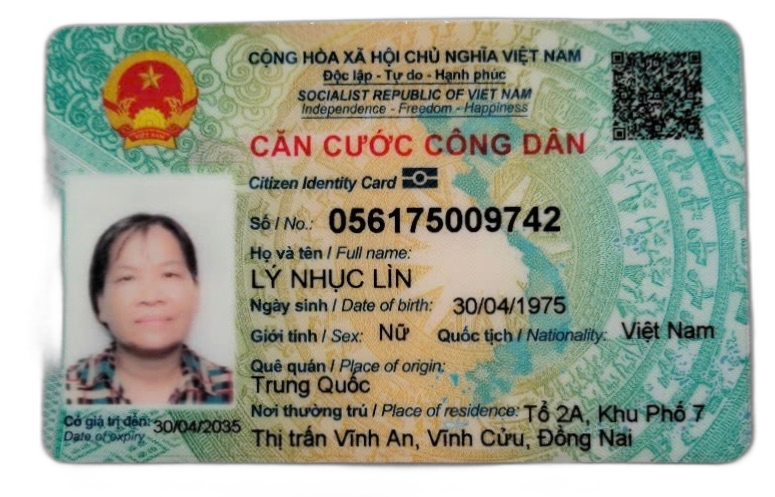 CỘNG HÒA XÃ HỘI CHỦ NGHĨA VIỆT NAM
Độc lập - Tự do - Hạnh phúc
SOCIALIST REPUBLIC OF VIET NAM
Independence - Freedom - Happiness
CĂN CƯỚC CÔNG DÂN
Citizen Identity Card
Số / No.: 056175009742
Họ và tên / Full name:
LÝ NHỤC LÌN
Ngày sinh / Date of birth: 30/04/1975
Giới tính / Sex: Nữ Quốc tịch / Nationality: Việt Nam
Quê quán / Place of origin:
Trung Quốc
Nơi thường trú / Place of residence: Tổ 2A, Khu Phố 7
Thị trấn Vĩnh An, Vĩnh Cửu, Đồng Nai
Có giá trị đến: 30/04/2035
Date of expiry
VIỆT NAM